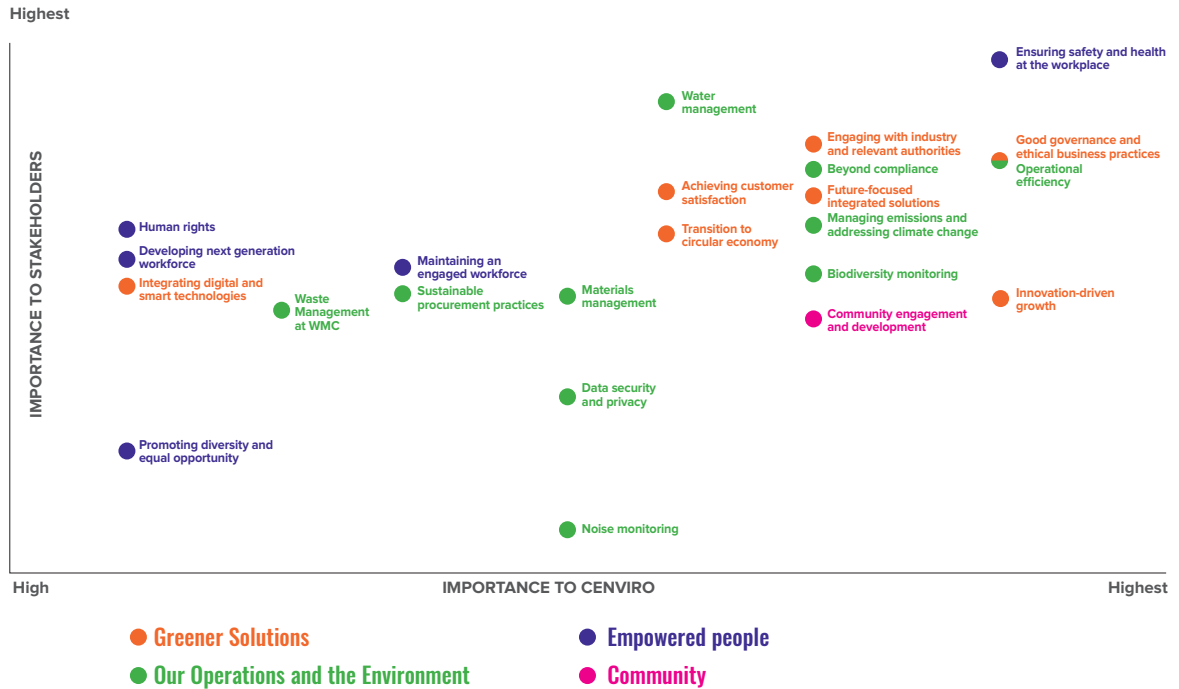 Highest
IMPORTANCE TO STAKEHOLDERS
Ensuring safety and health
at the workplace
Water
management
Engaging with industry
and relevant authorities
Good governance and
ethical business practices
Beyond compliance
Operational
efficiency
Achieving customer
satisfaction
Future-focused
integrated solutions
Managing emissions and
addressing climate change
Human rights
Transition to
circular economy
Developing next generation
workforce
Maintaining an
engaged workforce
Biodiversity monitoring
Integrating digital and
smart technologies
Sustainable
procurement practices
Materials
management
Innovation-driven
growth
Waste
Management
at WMC
Community engagement
and development
Data security
and privacy
Promoting diversity and
equal opportunity
Noise monitoring
High
IMPORTANCE TO CENVIRO
Highest
Greener Solutions
Empowered people
Our Operations and the Environment
Community